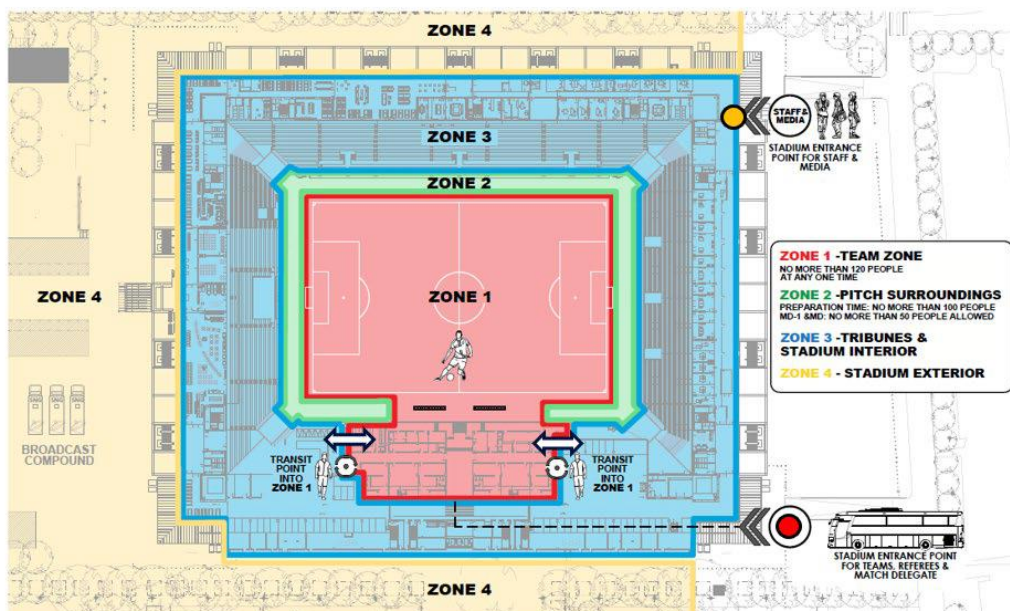 ZONE 4
STAFF &
MEDIA
STADIUM ENTRANCE
POINT FOR STAFF &
MEDIA
ZONE 3
ZONE 2
ZONE 1 -TEAM ZONE
NO MORE THAN 120 PEOPLE
AT ANY ONE TIME
ZONE 2 -PITCH SURROUNDINGS
PREPARATION TIME: NO MORE THAN 100 PEOPLE
MD-1 &MD: NO MORE THAN 50 PEOPLE ALLOWED
ZONE 3 -TRIBUNES &
STADIUM INTERIOR
ZONE 4 - STADIUM EXTERIOR
ZONE 4
ZONE 1
SNG
SNG
SNG
BROADCAST
COMPOUND
TRANSIT
POINT
INTO
ZONE 1
TRANSIT
POINT
INTO
ZONE 1
STADIUM ENTRANCE POINT
FOR TEAMS, REFEREES &
MATCH DELEGATE
ZONE 4